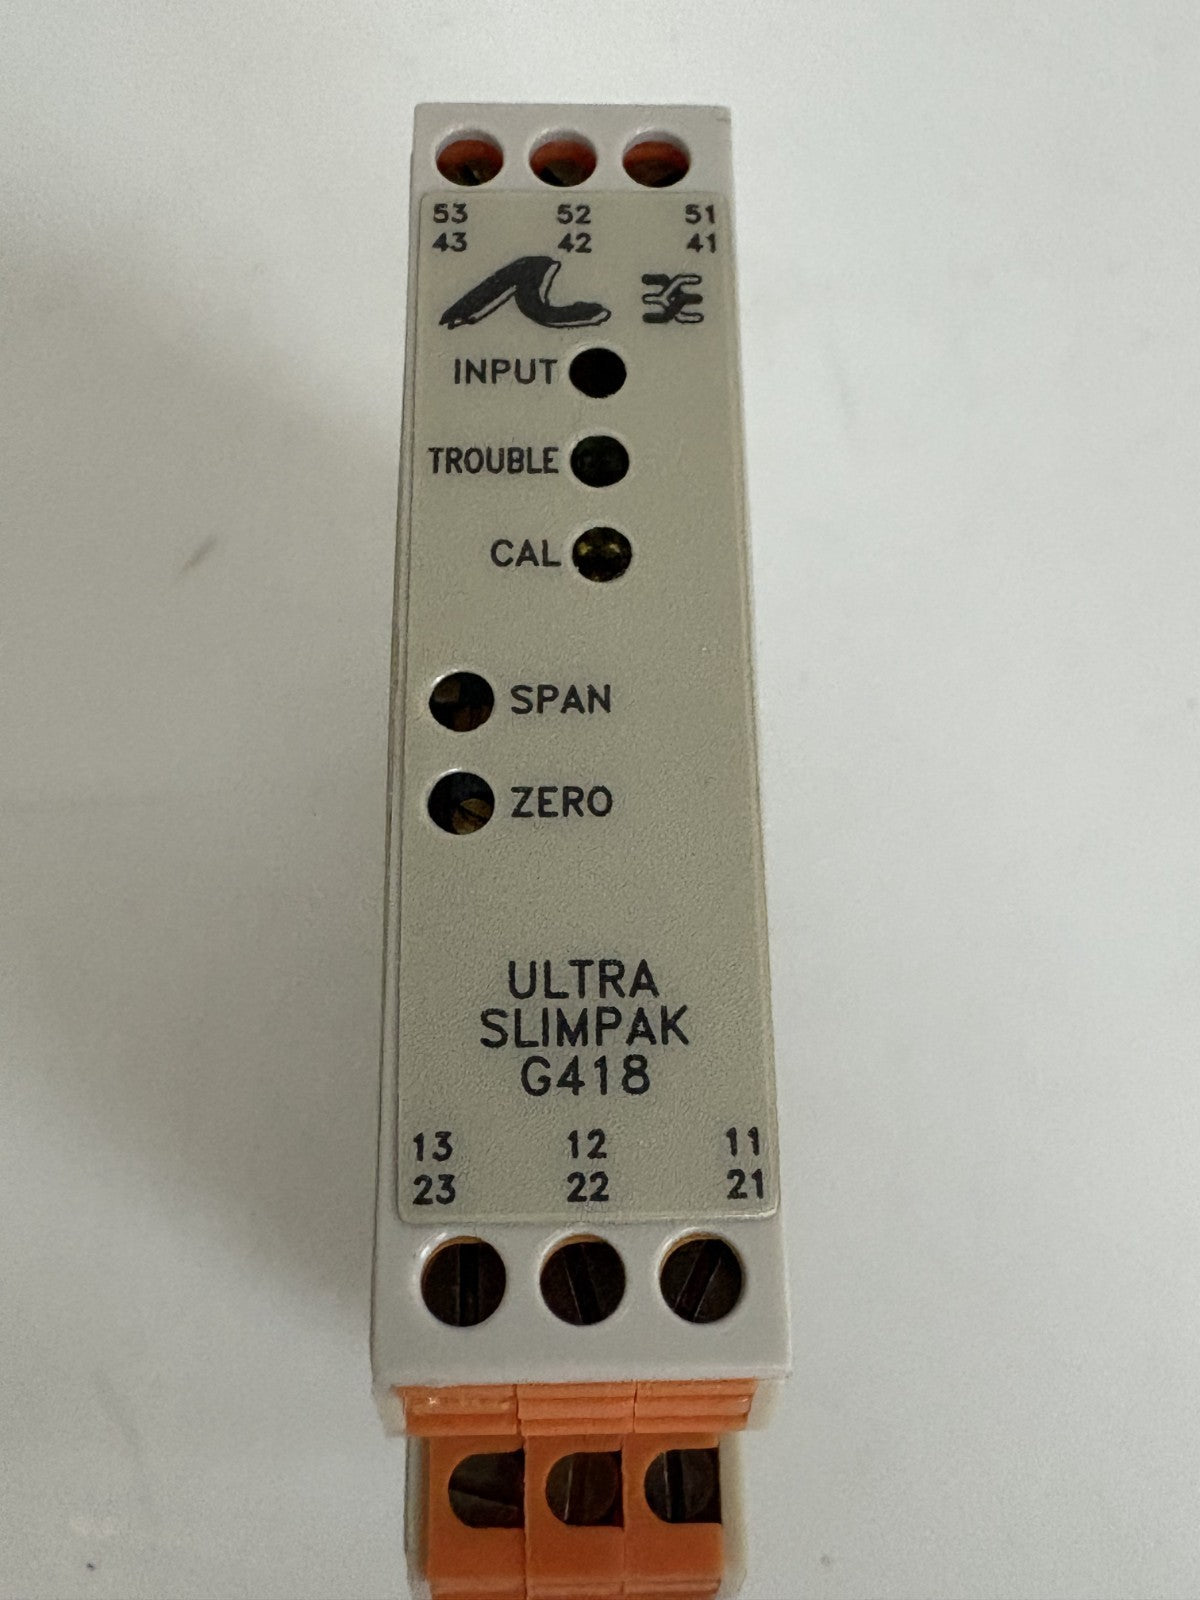 53 52 51
43 42 41
INPUT
TROUBLE
CAL
SPAN
ZERO
ULTRA
SLIMPAK
G418
13 12 11
23 22 21